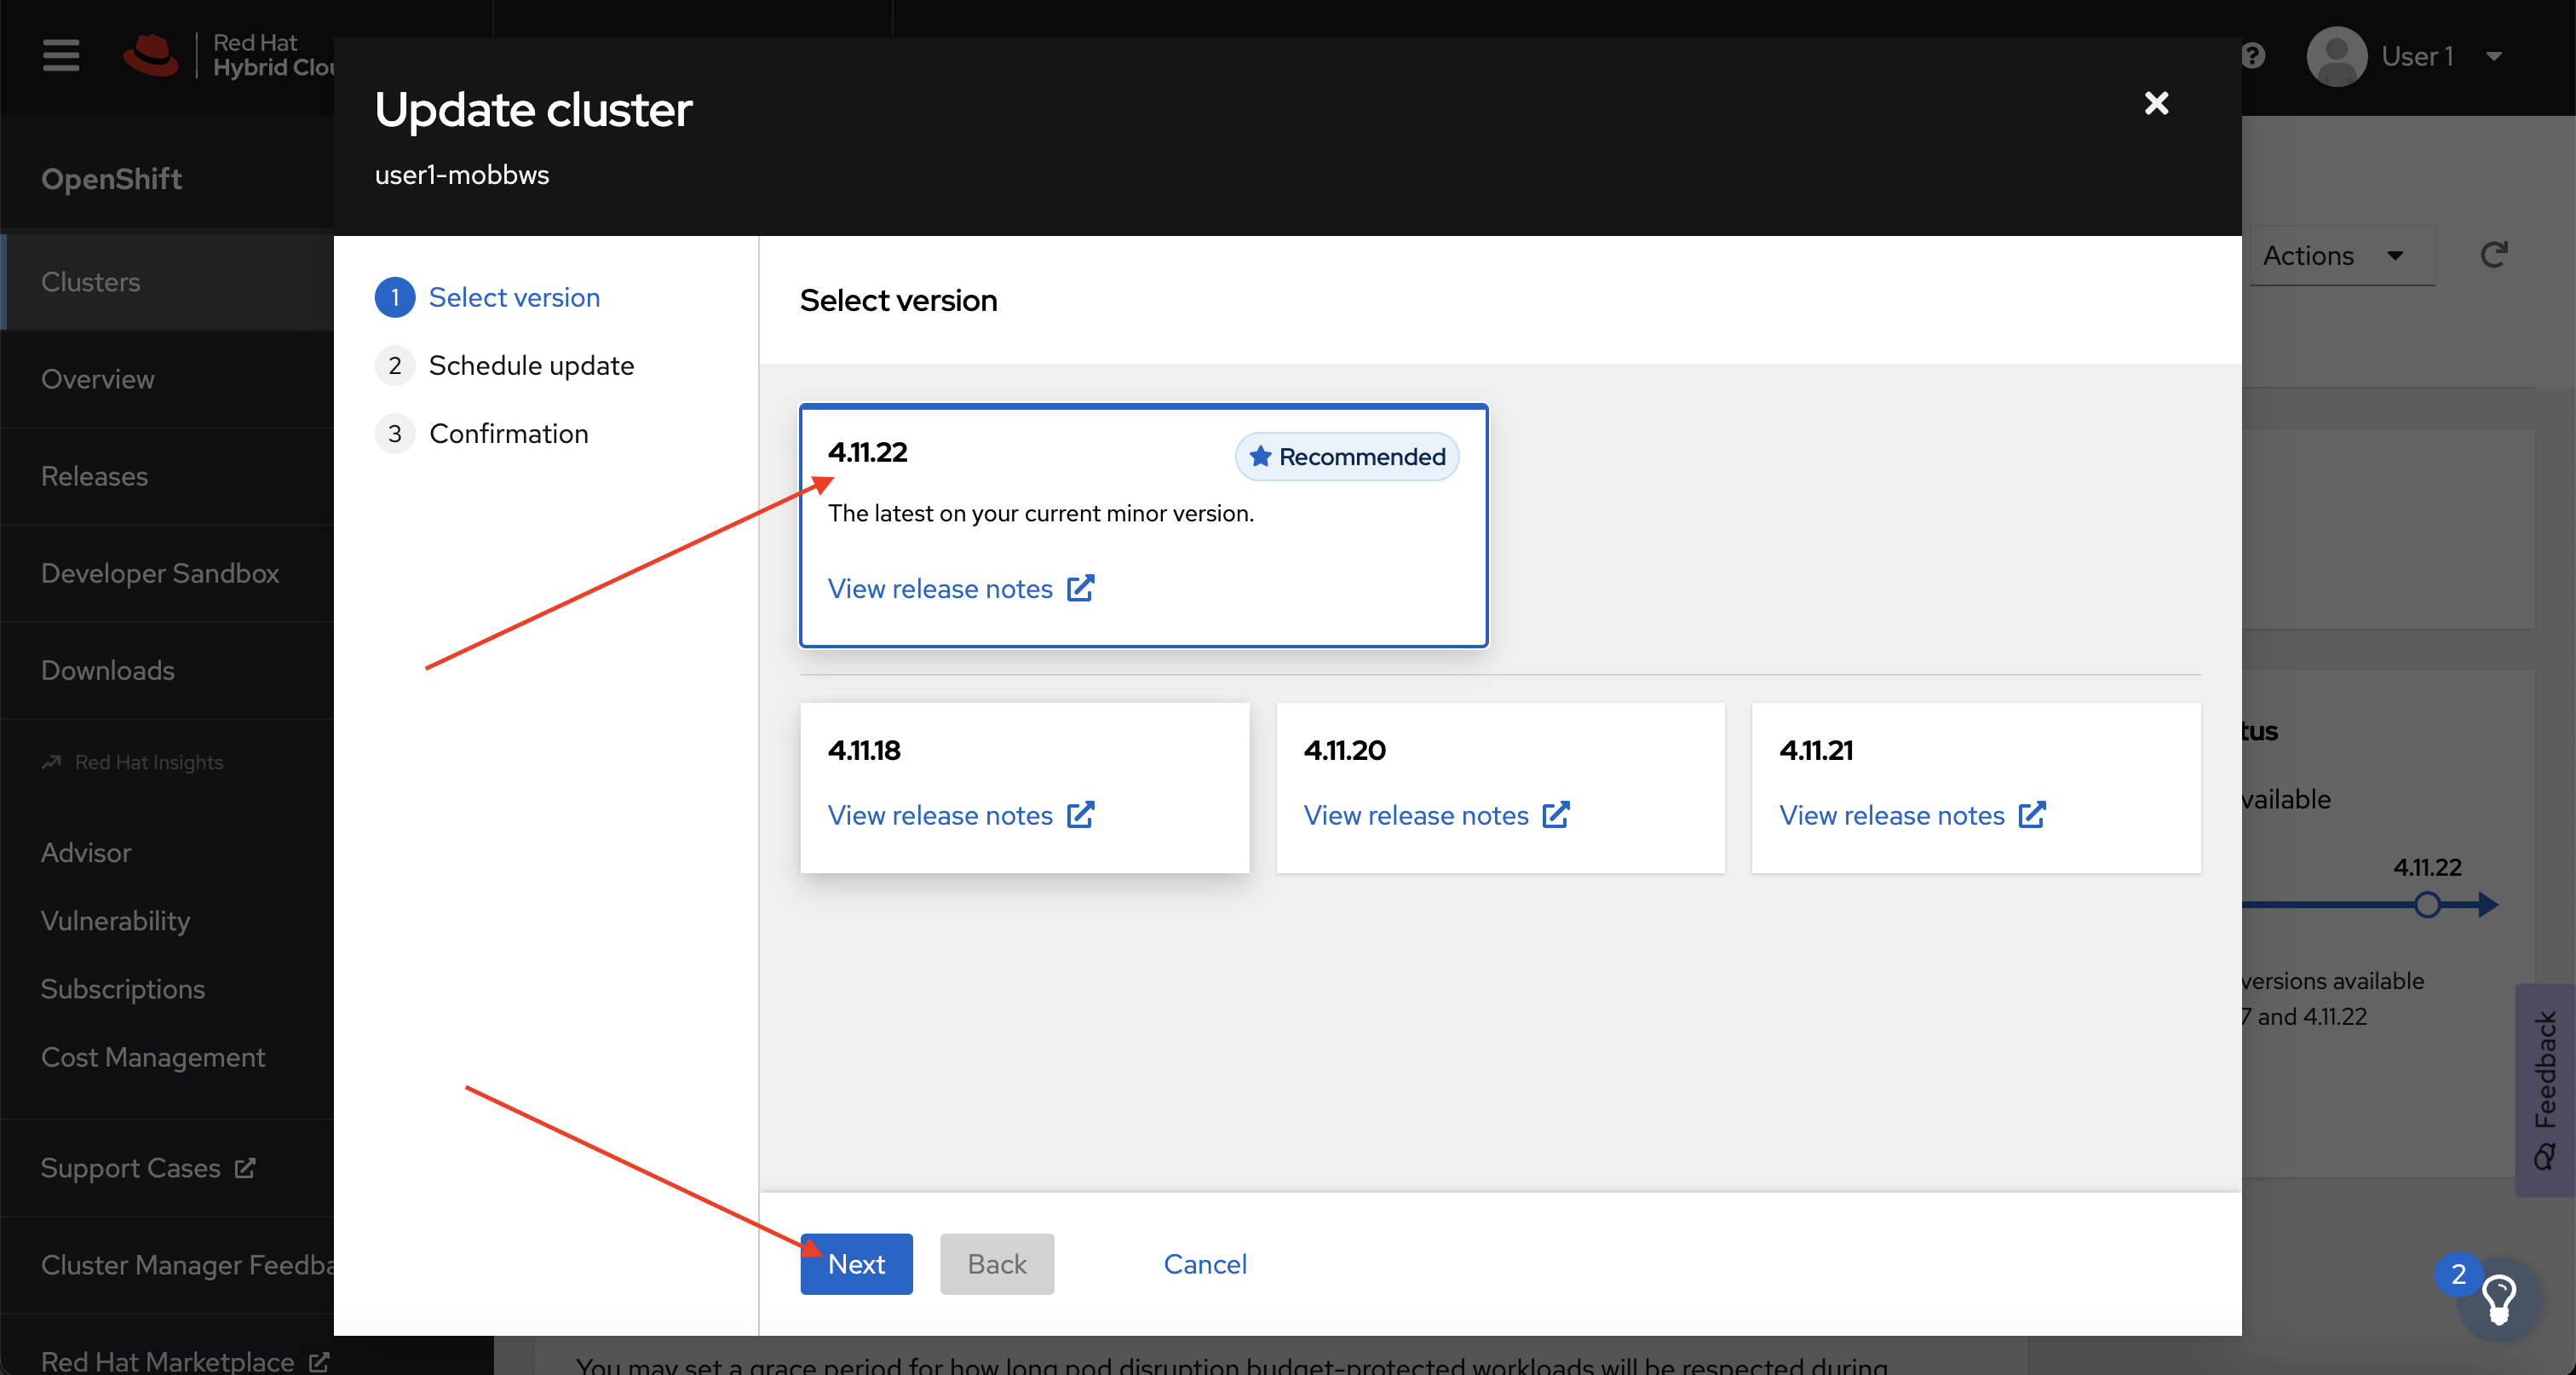 Red Hat
Hybrid Clou
User 1
Update cluster
user1-mobbws
OpenShift
Clusters
Overview
Releases
Developer Sandbox
Downloads
Red Hat Insights
Advisor
Vulnerability
Subscriptions
Cost Management
Support Cases
Cluster Manager Feedba
Red Hat Marketplace
1 Select version
2 Schedule update
3 Confirmation
Select version
4.11.22
Recommended
The latest on your current minor version.
View release notes
4.11.18
View release notes
4.11.20
View release notes
4.11.21
View release notes
Next
Back
Cancel
Actions
tus
vailable
4.11.22
versions available
7 and 4.11.22
Feedback
2
You may set a grace period for how long pod disruption budget-protected workloads will be respected during